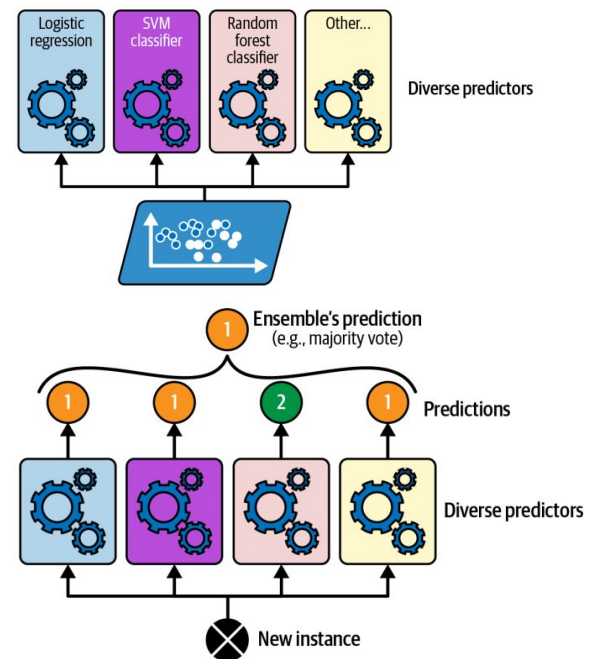 Logistic
regression
SVM
classifier
Random
forest
classifier
Other...
Diverse predictors
Ensemble's prediction
(e.g., majority vote)
1
1
1
2
1
Predictions
Diverse predictors
New instance